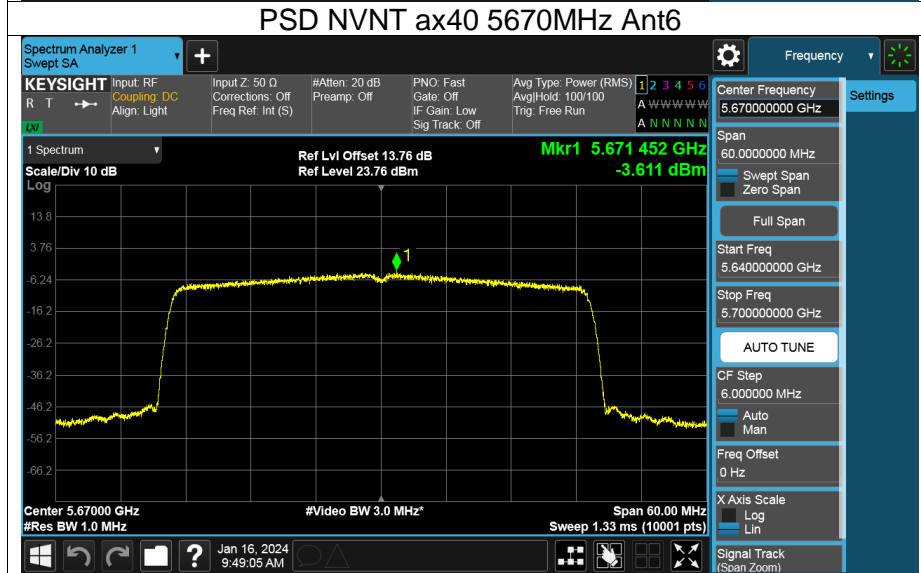 PSD NVNT ax40 5670MHz Ant6
Spectrum Analyzer 1
Swept SA
+
Frequency
KEYSIGHT
R T
LXI
Input: RF
Coupling: DC
Align: Light
Input Z: 50 Ω
Corrections: Off
Freq Ref: Int (S)
#Atten: 20 dB
Preamp: Off
PNO: Fast
Gate: Off
IF Gain: Low
Sig Track: Off
Avg Type: Power (RMS)
Avg|Hold: 100/100
Trig: Free Run
1 2 3 4 5 6
A W W W W W
A N N N N N
1 Spectrum
Scale/Div 10 dB
Ref Lvl Offset 13.76 dB
Ref Level 23.76 dBm
Mkr1 5.671 452 GHz
-3.611 dBm
Log
13.8
3.76
-6.24
-16.2
-26.2
-36.2
-46.2
-56.2
-66.2
1
Center 5.67000 GHz
#Res BW 1.0 MHz
#Video BW 3.0 MHz*
Span 60.00 MHz
Sweep 1.33 ms (10001 pts)
?
Jan 16, 2024
9:49:05 AM
Center Frequency
5.670000000 GHz
Span
60.0000000 MHz
Swept Span
Zero Span
Full Span
Start Freq
5.640000000 GHz
Stop Freq
5.700000000 GHz
AUTO TUNE
CF Step
6.000000 MHz
Auto
Man
Freq Offset
0 Hz
X Axis Scale
Log
Lin
Signal Track
(Span Zoom)
Settings